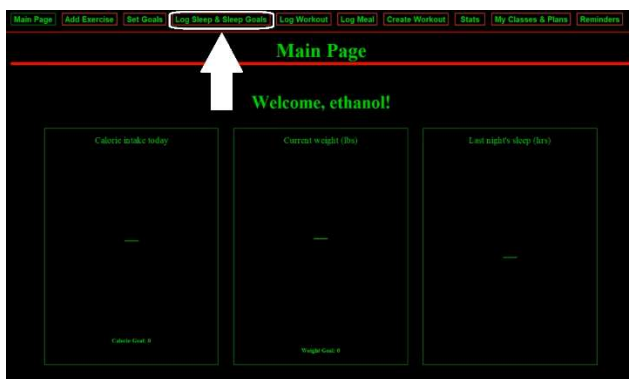 Main Page Add Exercise Set Goals Log Sleep & Sleep Goals Log Workout Log Meal Create Workout Stats My Classes & Plans Reminders
Main Page
Welcome, ethanol!
Calorie intake today
Current weight (lbs)
Last night's sleep (hrs)
Calorie Goal: 0
Weight Goal: 0